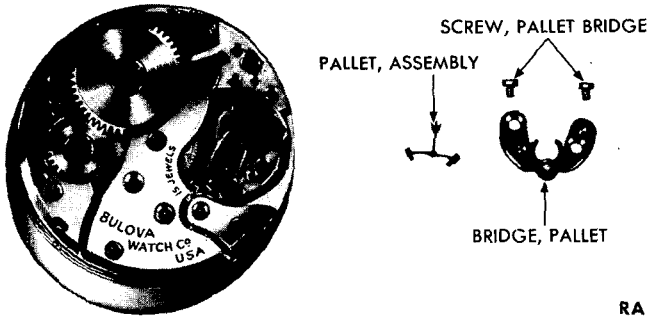 SCREW, PALLET BRIDGE
PALLET, ASSEMBLY
15 JEWELS
BULOVA
WATCH Co
USA
BRIDGE, PALLET
RA